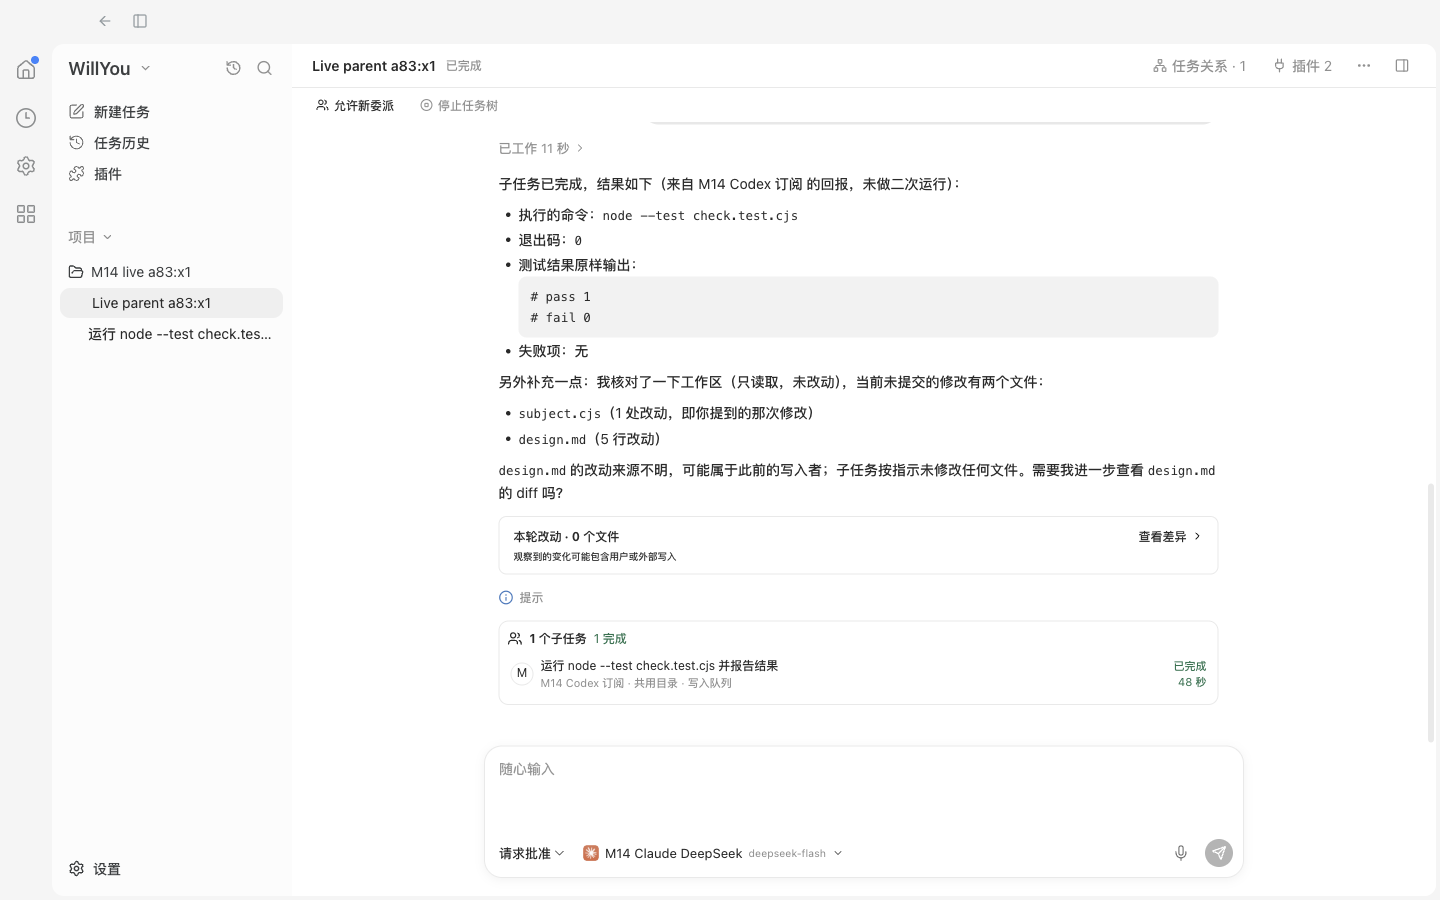 WillYou
新建任务
任务历史
插件
项目
M14 live a83:x1
Live parent a83:x1
运行 node --test check.tes...
设置
Live parent a83:x1 已完成
任务关系 · 1 插件 2
允许新委派 停止任务树
已工作 11 秒
子任务已完成，结果如下（来自 M14 Codex 订阅 的回报，未做二次运行）：
• 执行的命令：node --test check.test.cjs
• 退出码：0
• 测试结果原样输出：
# pass 1
# fail 0
• 失败项：无
另外补充一点：我核对了一下工作区（只读取，未改动），当前未提交的修改有两个文件：
• subject.cjs（1 处改动，即你提到的那次修改）
• design.md（5 行改动）
design.md 的改动来源不明，可能属于此前的写入者；子任务按指示未修改任何文件。需要我进一步查看 design.md
的 diff 吗？
本轮改动 · 0 个文件 查看差异
观察到的变化可能包含用户或外部写入
提示
1 个子任务 1 完成
M
运行 node --test check.test.cjs 并报告结果 已完成
M14 Codex 订阅 · 共用目录 · 写入队列 48 秒
随心输入
请求批准 M14 Claude DeepSeek deepseek-flash